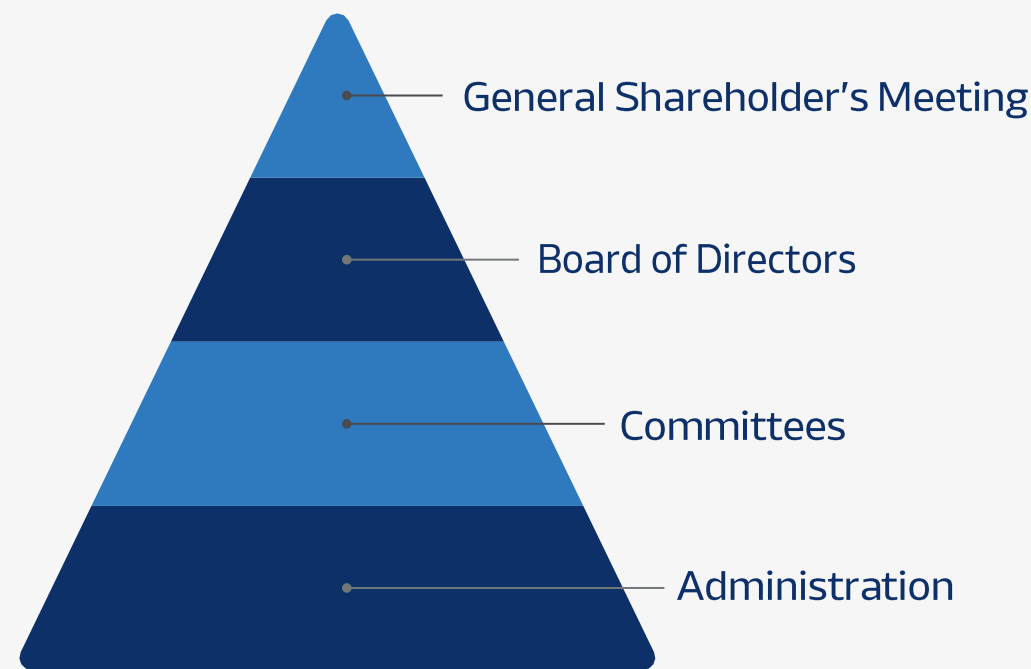 General Shareholder’s Meeting
Board of Directors
Committees
Administration